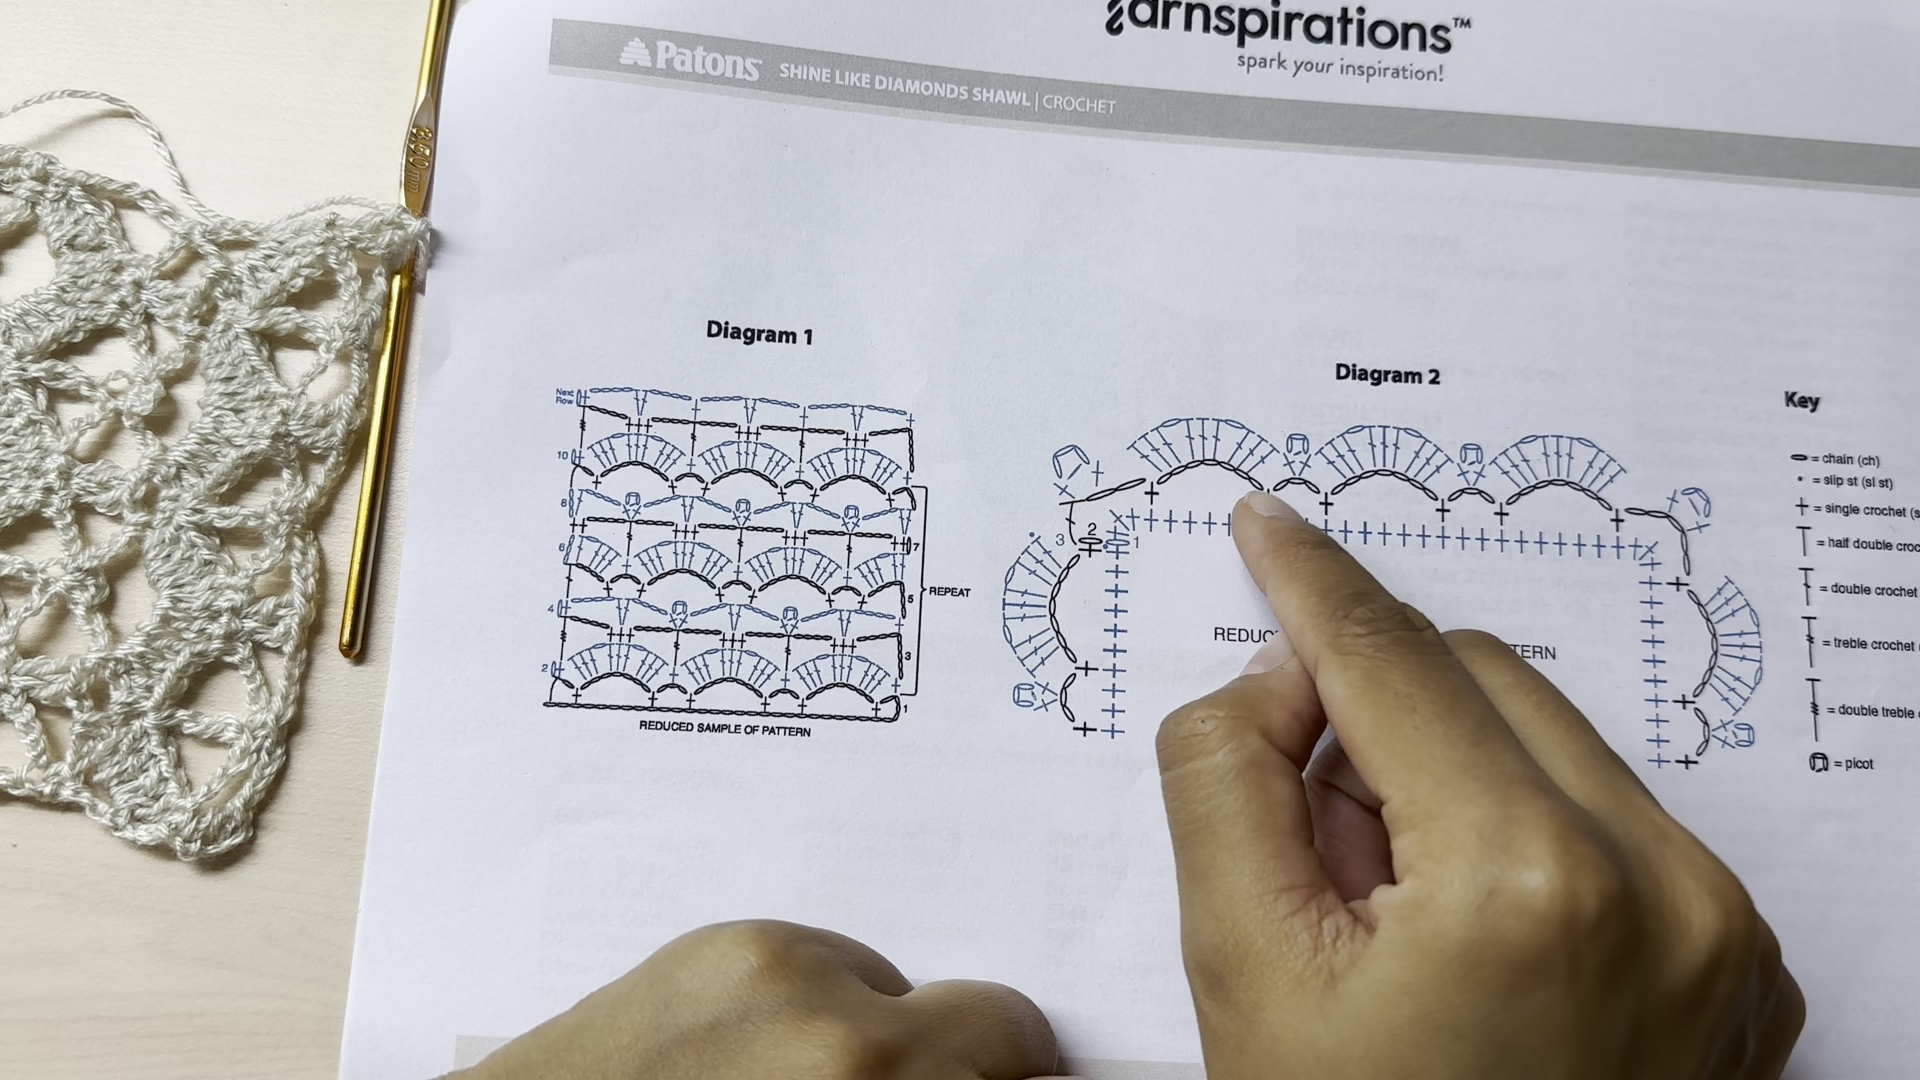 yarnspirations™
spark your inspiration!
Patons SHINE LIKE DIAMONDS SHAWL | CROCHET
3.50mm
Diagram 1
Next
Row
10
8
6
7
REPEAT
5
4
3
2
1
REDUCED SAMPLE OF PATTERN
Diagram 2
3 2 1
REDUC
TERN
Key
= chain (ch)
= slip st (sl st)
= single crochet (s
= half double croc
= double crochet
= treble crochet
= double treble
= picot